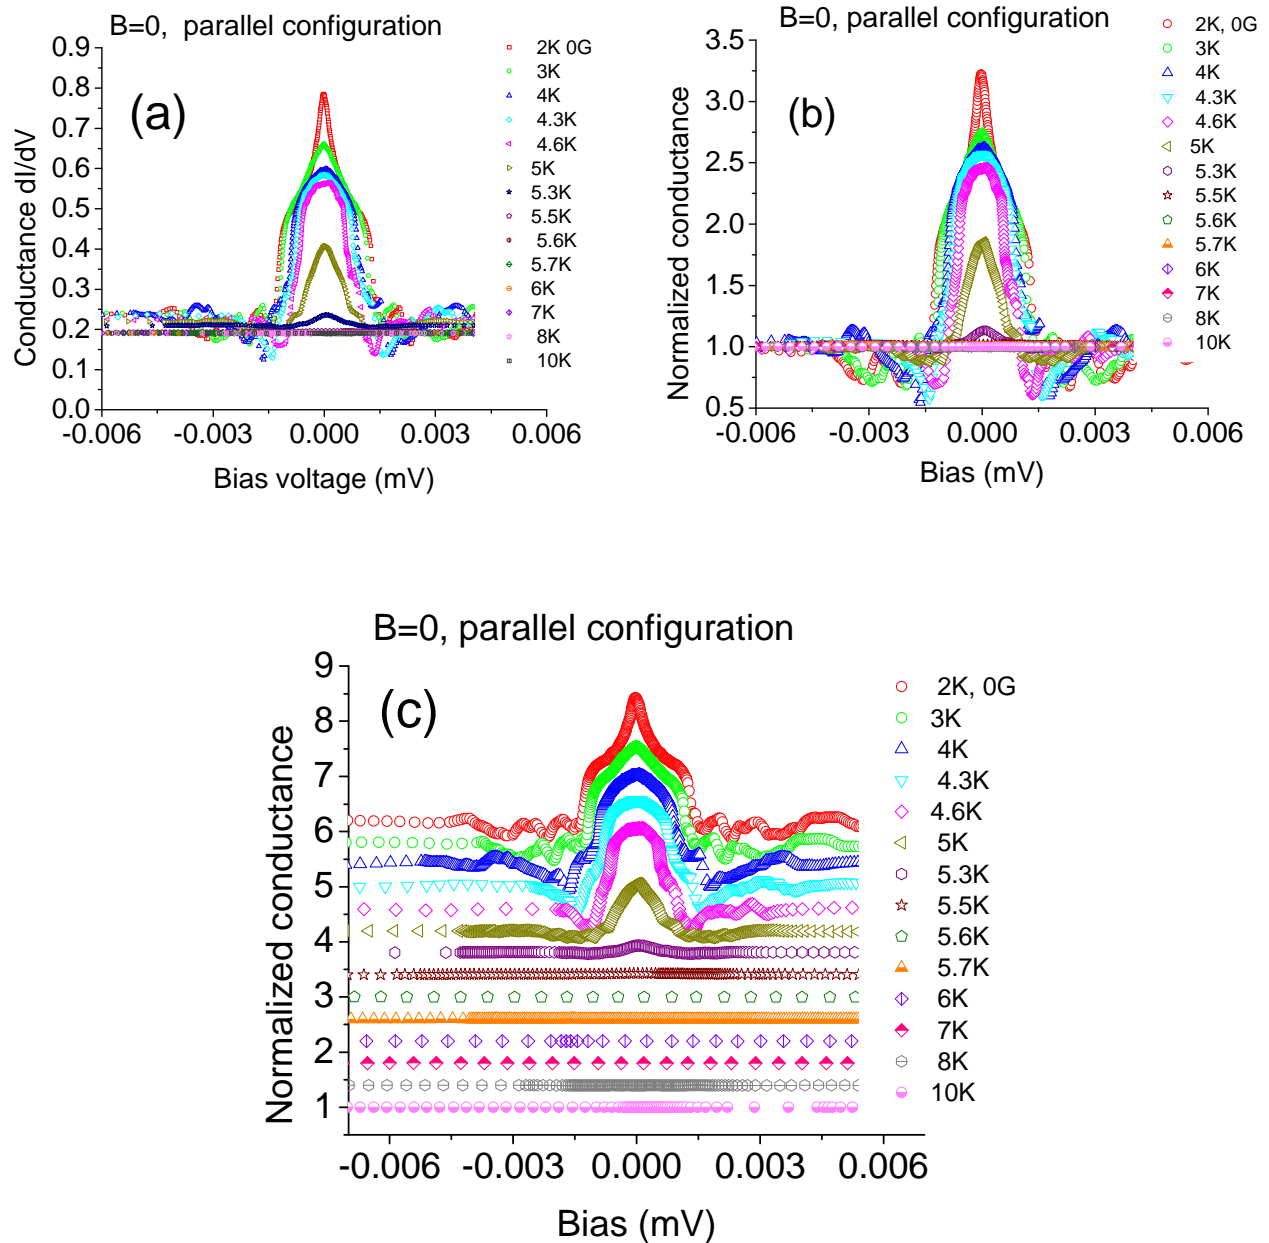 B=0,  parallel configuration
(a)
Conductance dI/dV
0.9
0.8
0.7
0.6
0.5
0.4
0.3
0.2
0.1
0.0
-0.006
-0.003
0.000
0.003
0.006
Bias voltage (mV)
2K 0G
3K
4K
4.3K
4.6K
5K
5.3K
5.5K
5.6K
5.7K
6K
7K
8K
10K
B=0, parallel configuration
(b)
Normalized conductance
3.5
3.0
2.5
2.0
1.5
1.0
0.5
-0.006
-0.003
0.000
0.003
0.006
Bias (mV)
2K, 0G
3K
4K
4.3K
4.6K
5K
5.3K
5.5K
5.6K
5.7K
6K
7K
8K
10K
B=0, parallel configuration
(c)
Normalized conductance
9
8
7
6
5
4
3
2
1
-0.006
-0.003
0.000
0.003
0.006
Bias (mV)
2K, 0G
3K
4K
4.3K
4.6K
5K
5.3K
5.5K
5.6K
5.7K
6K
7K
8K
10K